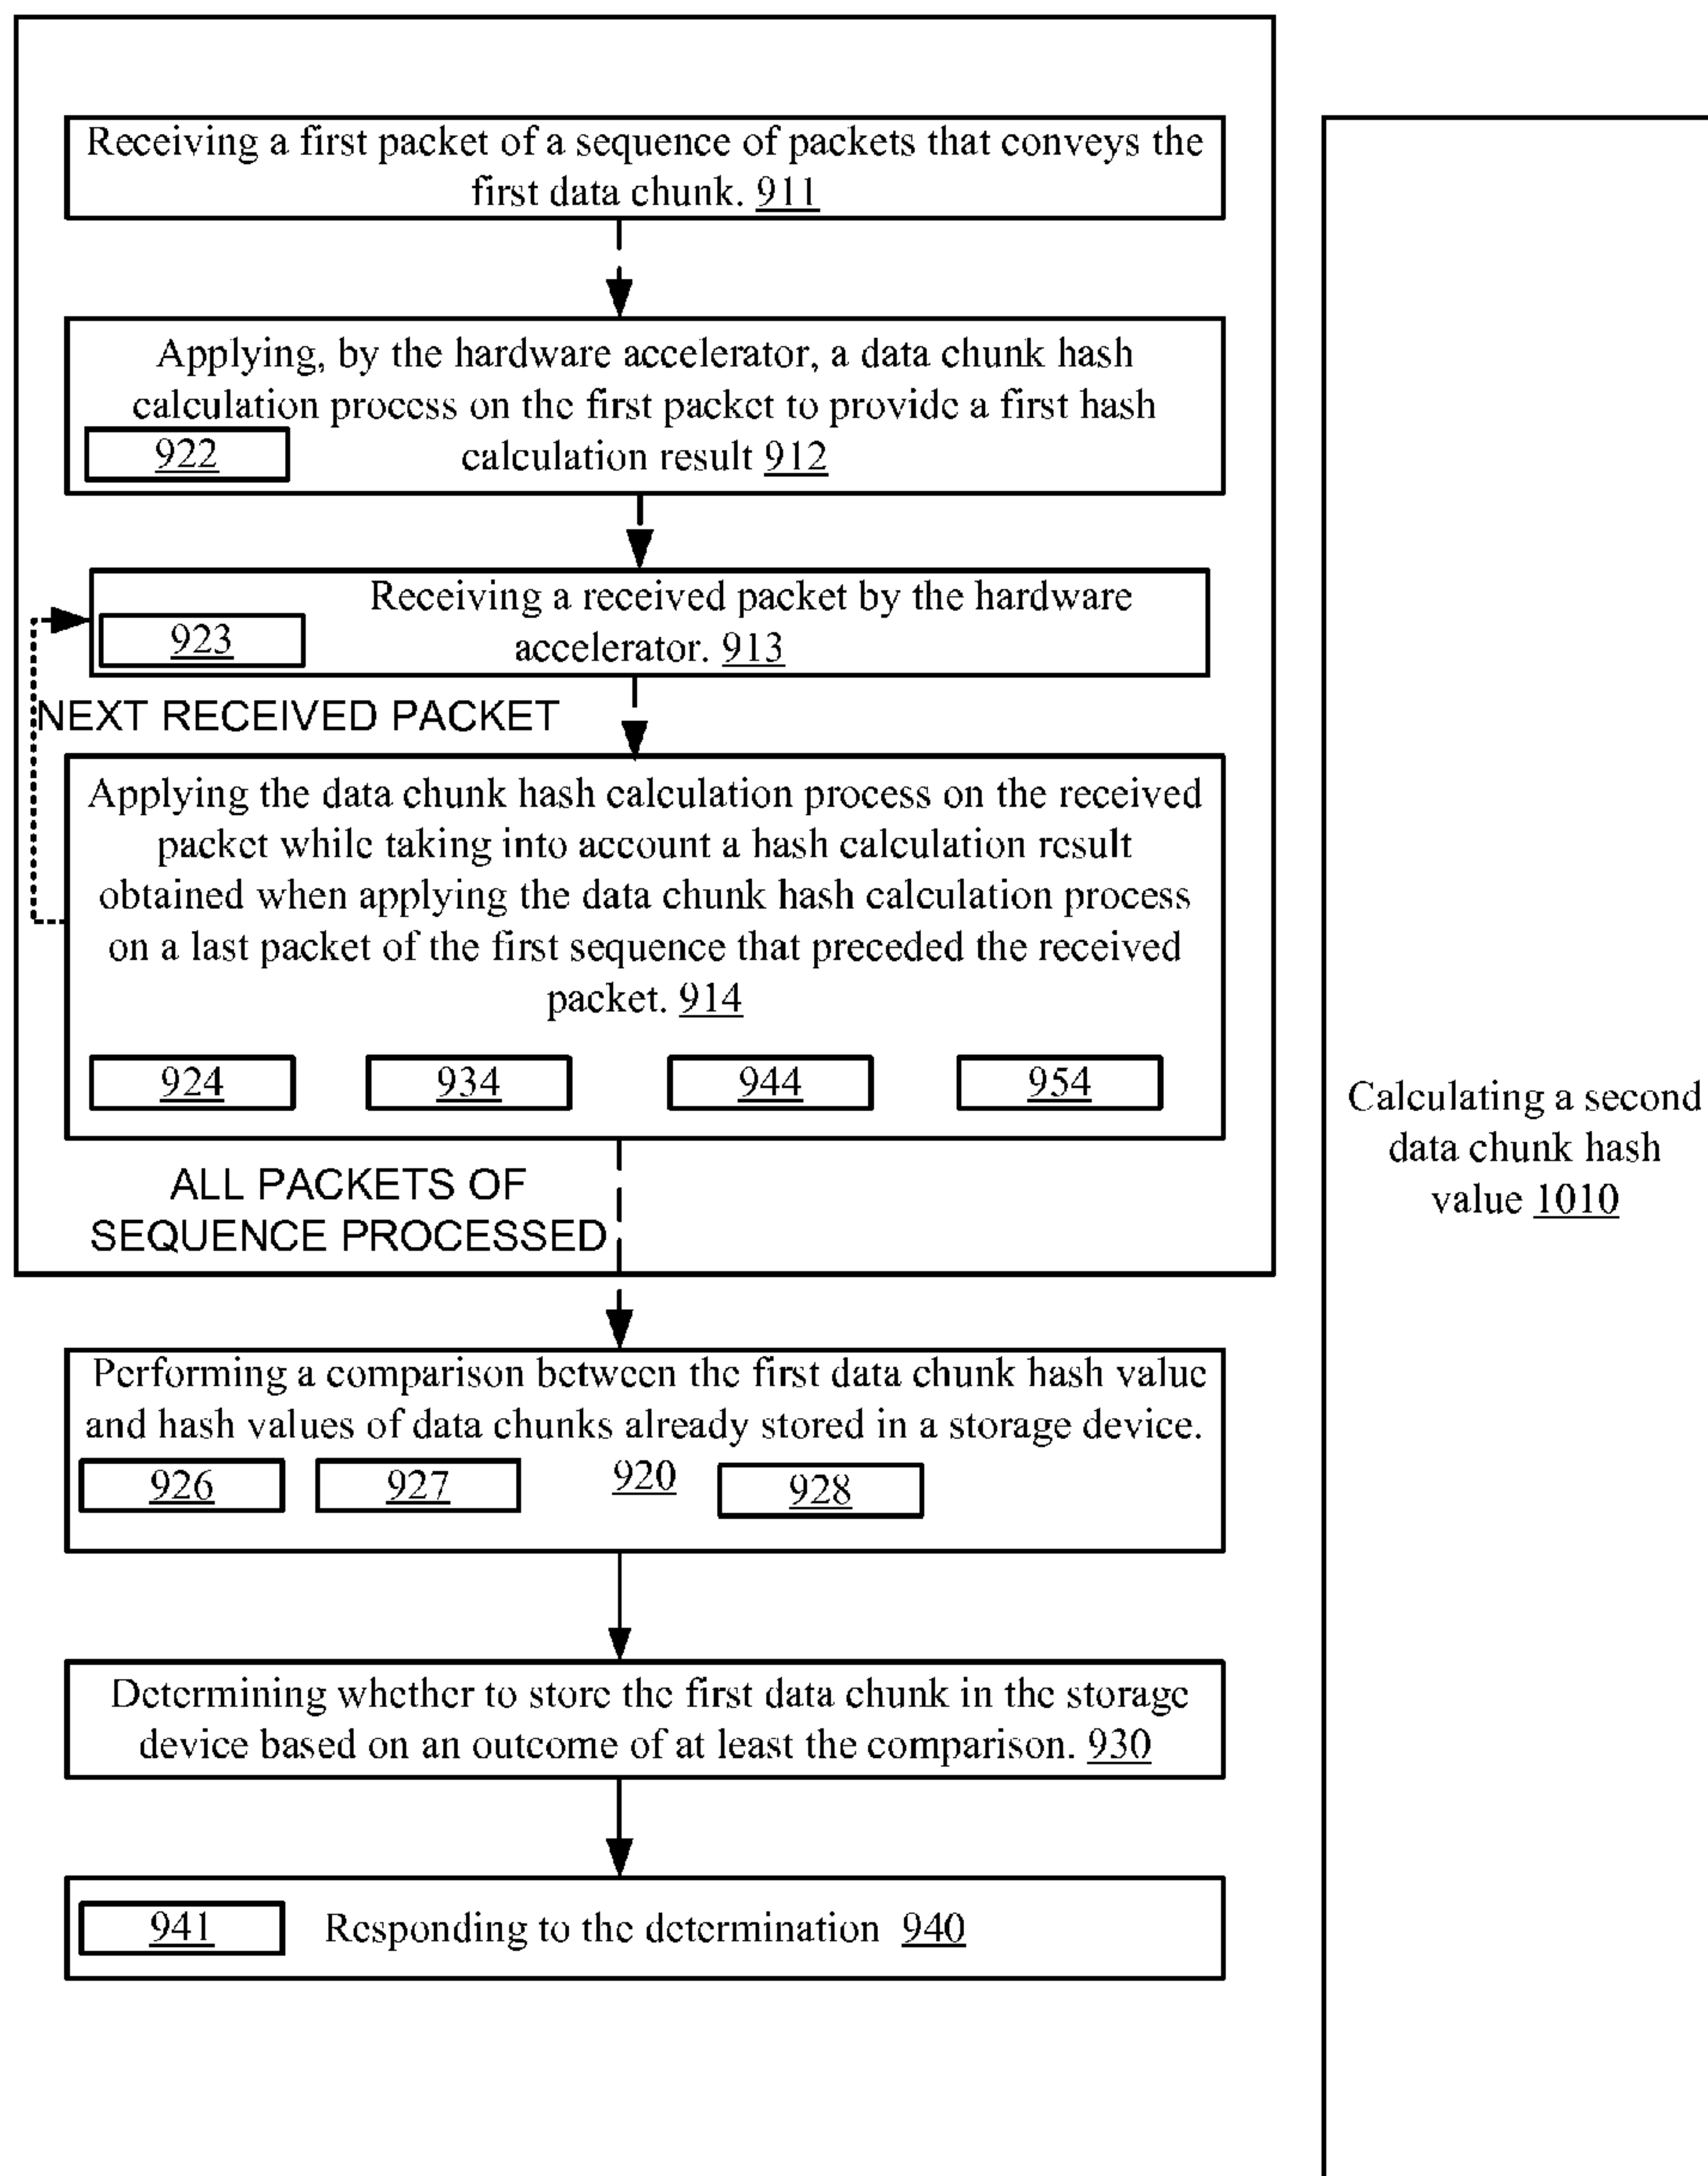 Receiving a first packet of a sequence of packets that conveys the
first data chunk. 911
Applying, by the hardware accelerator, a data chunk hash
calculation process on the first packet to provide a first hash
922
calculation result 912
Receiving a received packet by the hardware
923
accelerator. 913
NEXT RECEIVED PACKET
Applying the data chunk hash calculation process on the received
packet while taking into account a hash calculation result
obtained when applying the data chunk hash calculation process
on a last packet of the first sequence that preceded the received
packet. 914
924 934 944 954
ALL PACKETS OF
SEQUENCE PROCESSED
Performing a comparison between the first data chunk hash value
and hash values of data chunks already stored in a storage device.
926 927 920 928
Determining whether to store the first data chunk in the storage
device based on an outcome of at least the comparison. 930
941 Responding to the determination 940
Calculating a second
data chunk hash
value 1010